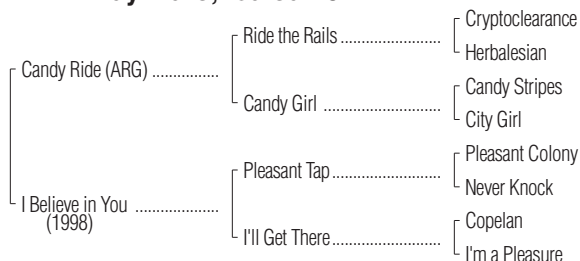 Cryptoclearance
Ride the Rails
Herbalesian
Candy Ride (ARG)
Candy Stripes
Candy Girl
City Girl
Pleasant Colony
Pleasant Tap
Never Knock
I Believe in You
(1998)
Copelan
I'll Get There
I'm a Pleasure